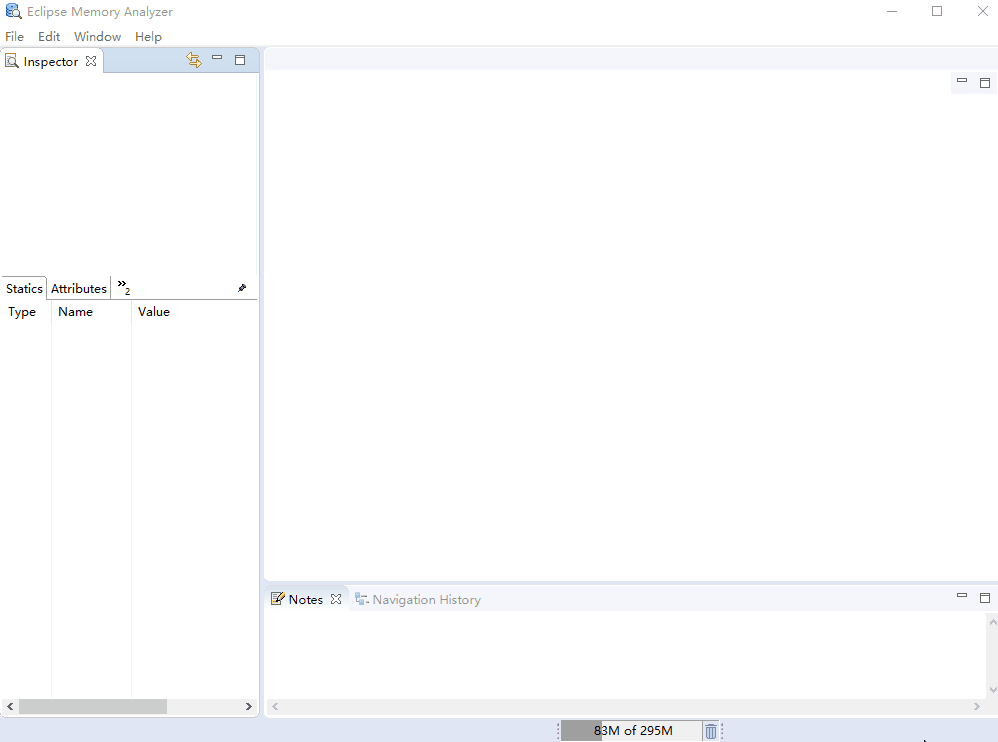 Eclipse Memory Analyzer
File Edit Window Help
Inspector
Statics Attributes »2
Type Name Value
Notes Navigation History
83M of 295M